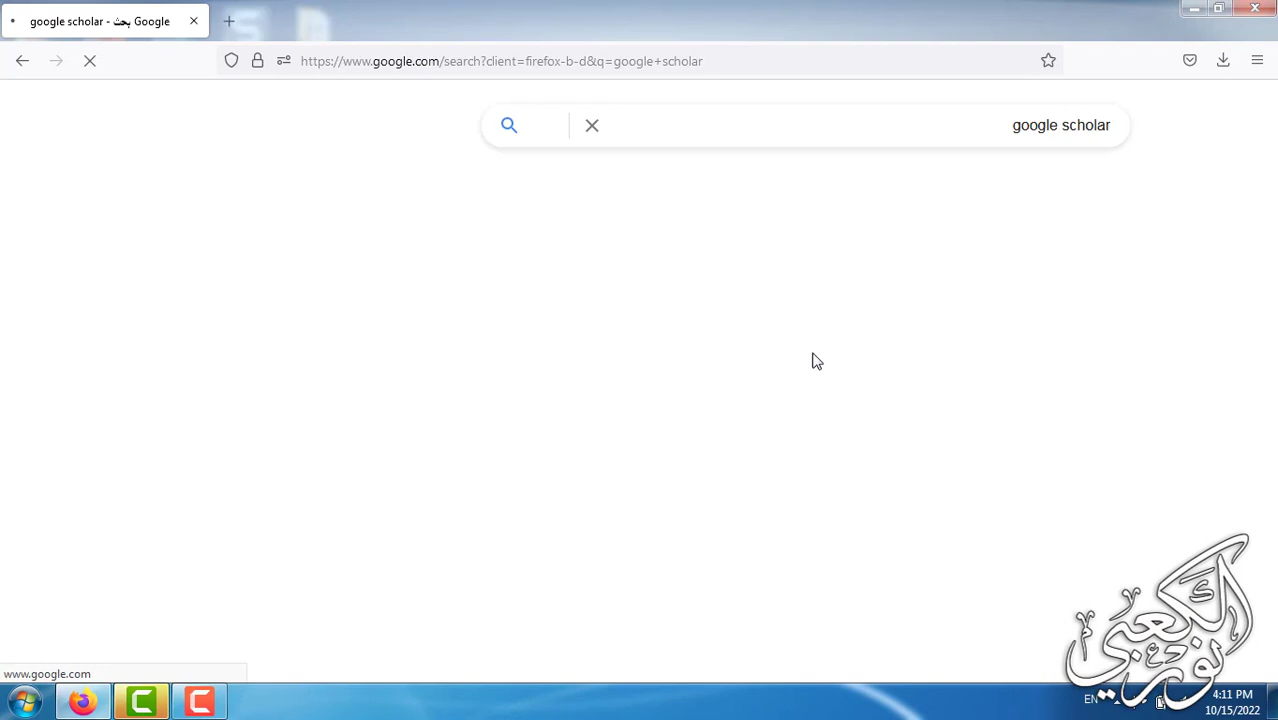 google scholar - بحث Google
https://www.google.com/search?client=firefox-b-d&q=google+scholar
google scholar
www.google.com
EN
4:11 PM
10/15/2022